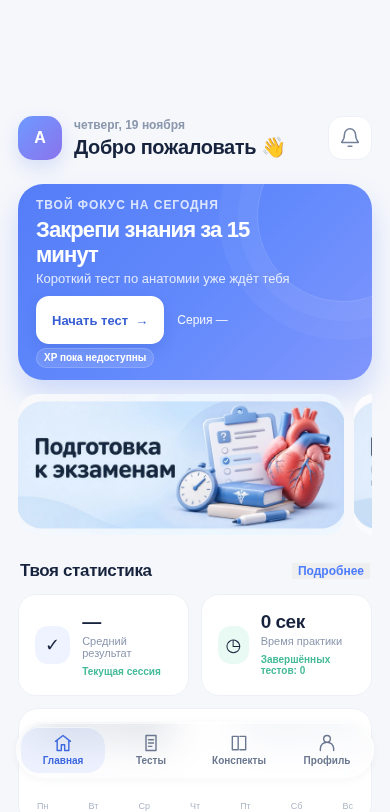 А
четверг, 19 ноября
Добро пожаловать 👋
ТВОЙ ФОКУС НА СЕГОДНЯ
Закрепи знания за 15
минут
Короткий тест по анатомии уже ждёт тебя
Начать тест →
Серия —
XP пока недоступны
Подготовка
к экзаменам
Твоя статистика
Подробнее
—
Средний
результат
Текущая сессия
0 сек
Время практики
Завершённых
тестов: 0
Главная
Тесты
Конспекты
Профиль
Пн Вт Ср Чт Пт Сб Вс